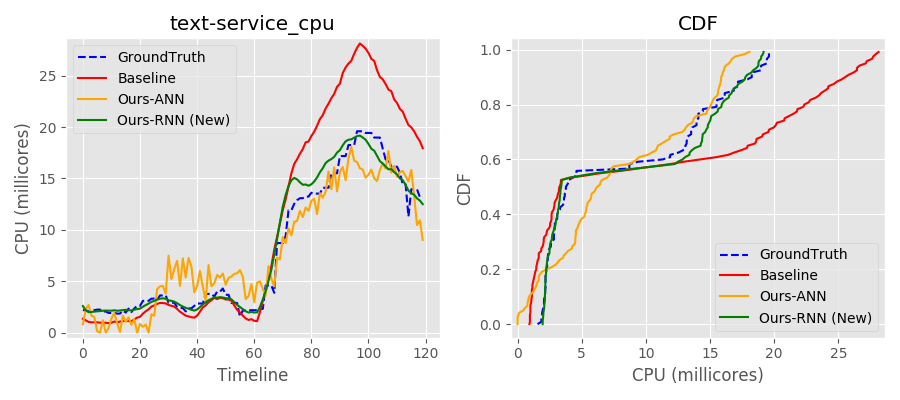 text-service_cpu
GroundTruth
Baseline
Ours-ANN
Ours-RNN (New)
CPU (millicores)
25
20
15
10
5
0
0 20 40 60 80 100 120
Timeline
CDF
CDF
1.0
0.8
0.6
0.4
0.2
0.0
GroundTruth
Baseline
Ours-ANN
Ours-RNN (New)
0 5 10 15 20 25
CPU (millicores)